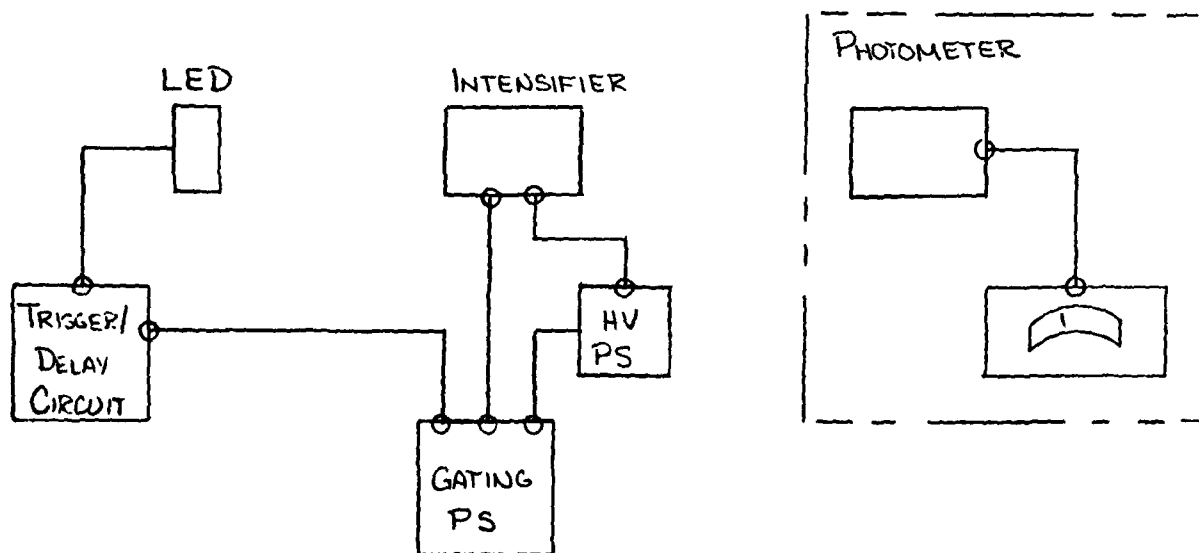 LED
INTENSIFIER
PHOTOMETER
TRIGGER/
DELAY
CIRCUIT
HV
PS
GATING
PS